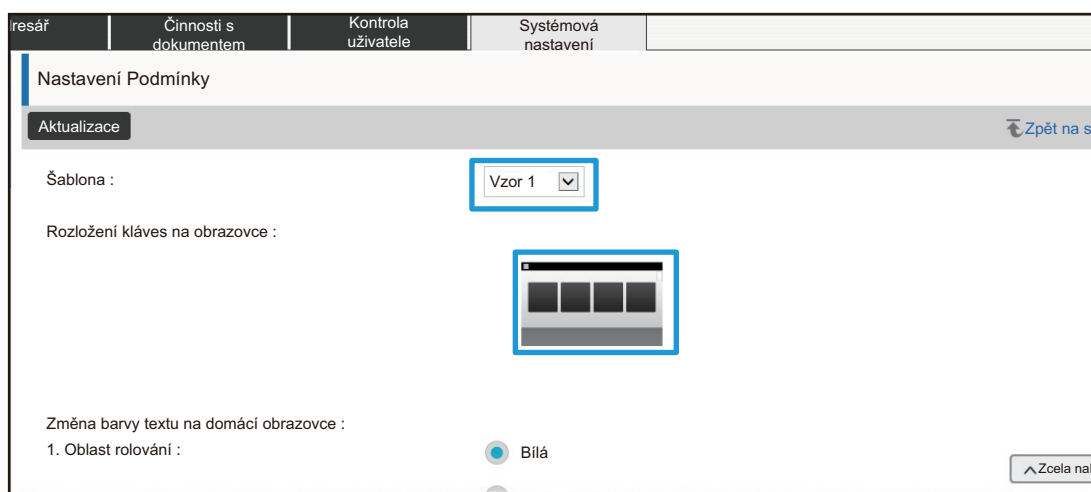 resář
Činnosti s
dokumentem
Kontrola
uživatele
Systémová
nastavení
Nastavení Podmínky
Aktualizace
Zpět na s
Šablona :
Vzor 1
Rozložení kláves na obrazovce :
Změna barvy textu na domácí obrazovce :
1. Oblast rolování :
Bílá
Zcela na